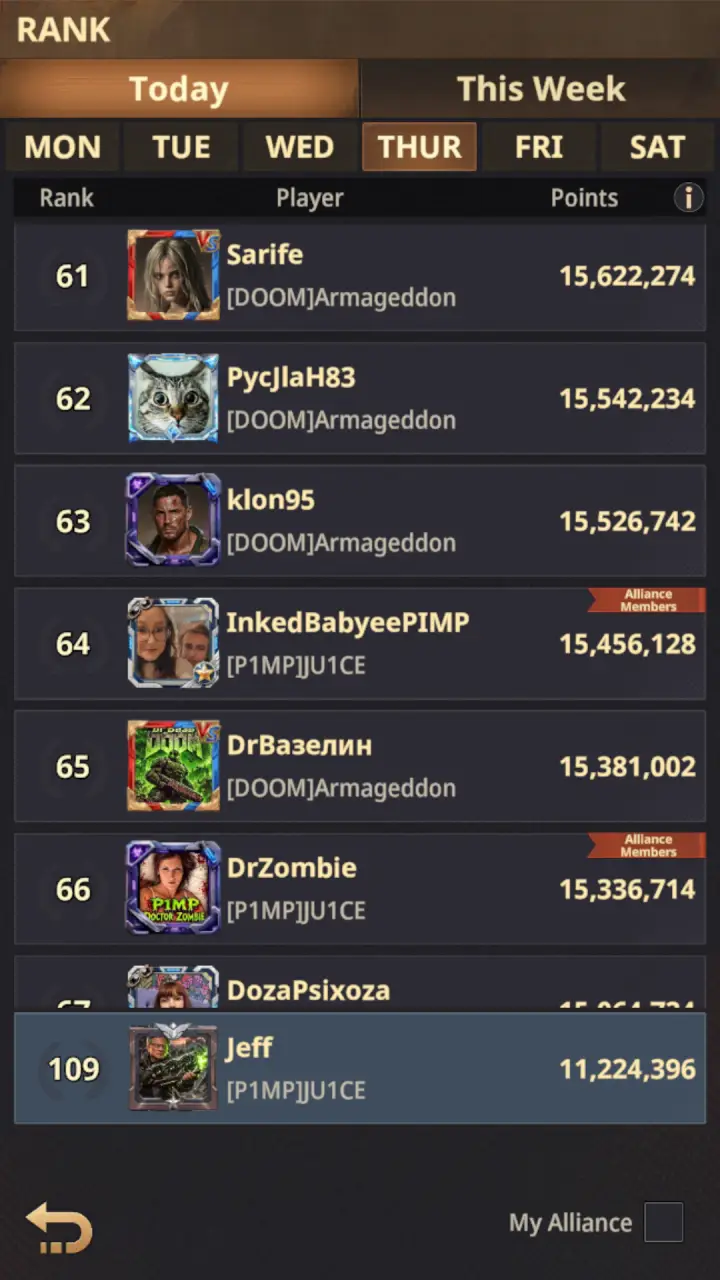 RANK
Today
This Week
MON
TUE
WED
THUR
FRI
SAT
Rank
Player
Points
61
Sarife
[DOOM]Armageddon
15,622,274
62
PycJlaH83
[DOOM]Armageddon
15,542,234
63
klon95
[DOOM]Armageddon
15,526,742
Alliance
Members
64
InkedBabyeePIMP
[P1MP]JU1CE
15,456,128
65
DrВазелин
[DOOM]Armageddon
15,381,002
Alliance
Members
66
P1MP
DOCTOR ZOMBIE
DrZombie
[P1MP]JU1CE
15,336,714
DozaPsixoza
109
Jeff
[P1MP]JU1CE
11,224,396
My Alliance